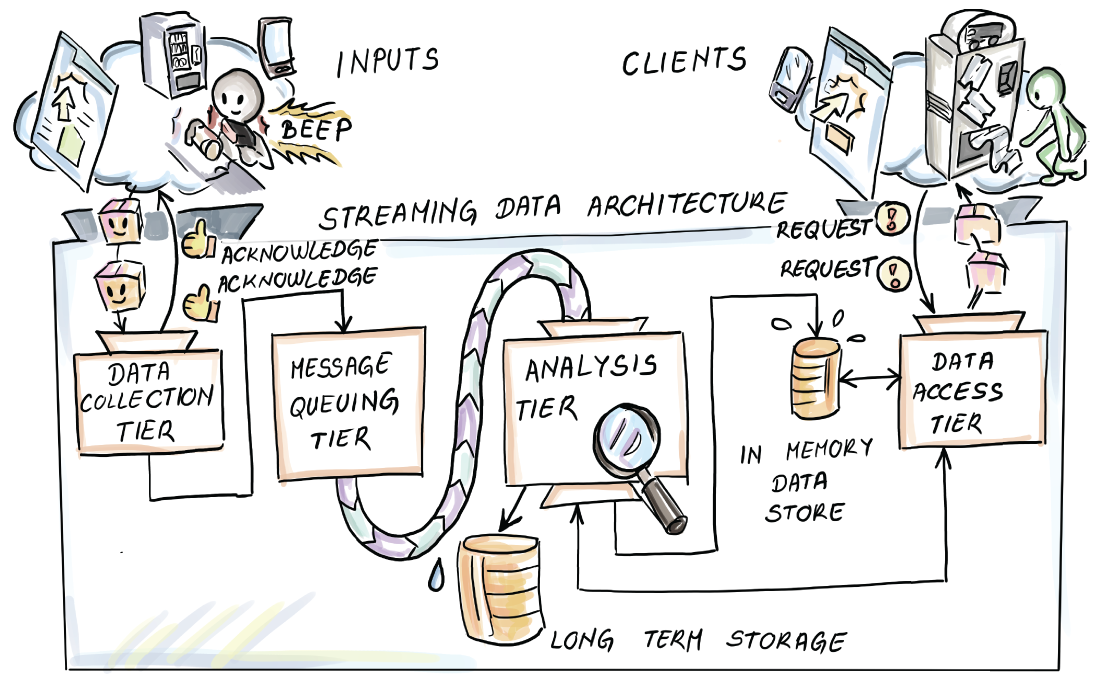 INPUTS
CLIENTS
BEEP
STREAMING DATA ARCHITECTURE
ACKNOWLEDGE
ACKNOWLEDGE
REQUEST
REQUEST
DATA
COLLECTION
TIER
MESSAGE
QUEUING
TIER
ANALYSIS
TIER
DATA
ACCESS
TIER
IN MEMORY
DATA
STORE
LONG TERM STORAGE